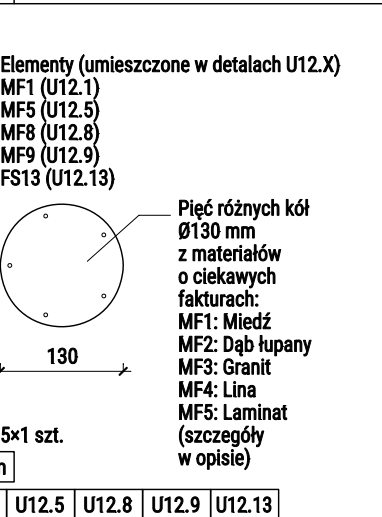 Elementy (umieszczone w detalach U12.X)
MF1 (U12.1)
MF5 (U12.5)
MF8 (U12.8)
MF9 (U12.9)
FS13 (U12.13)
Pięć różnych kół
Ø130 mm
z materiałów
o ciekawych
fakturach:
MF1: Miedź
MF2: Dąb łupany
MF3: Granit
MF4: Lina
MF5: Laminat
(szczegóły
w opisie)
130
5×1 szt.
U12.5 U12.8 U12.9 U12.13